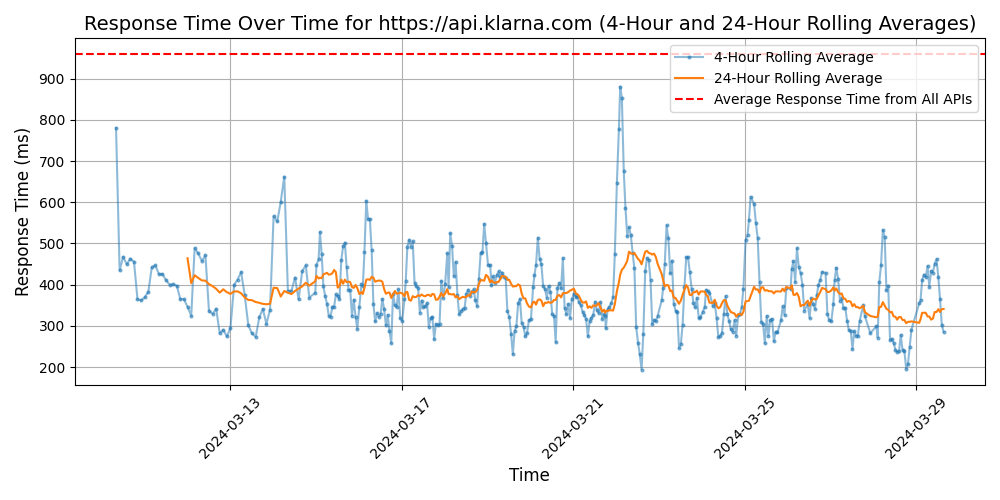 Response Time Over Time for https://api.klarna.com (4-Hour and 24-Hour Rolling Averages)
4-Hour Rolling Average
24-Hour Rolling Average
Average Response Time from All APIs
Response Time (ms)
900
800
700
600
500
400
300
200
2024-03-13
2024-03-17
2024-03-21
2024-03-25
2024-03-29
Time